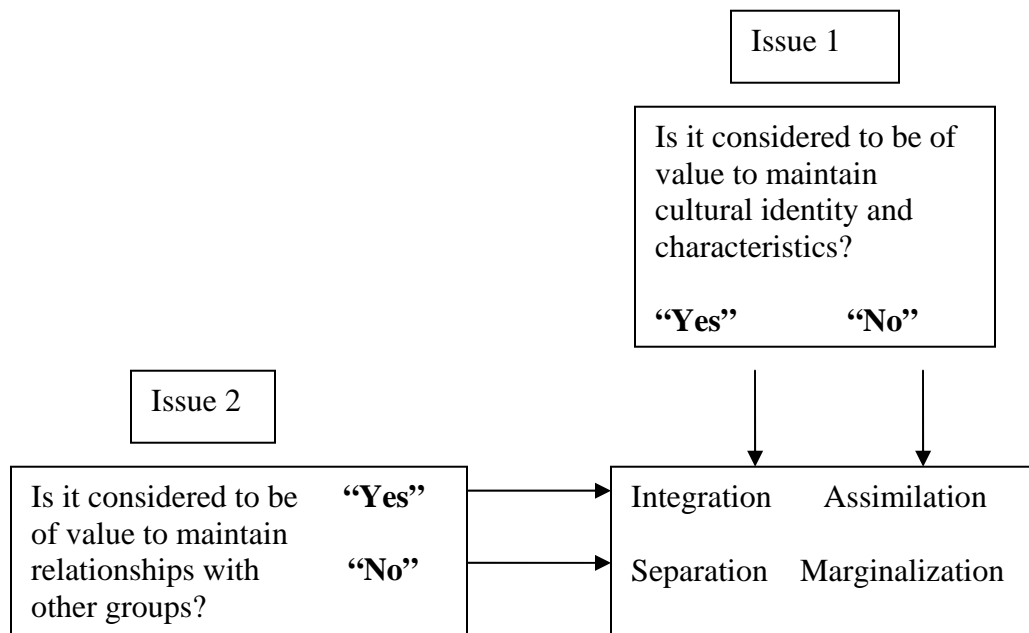 Issue 1
Is it considered to be of
value to maintain
cultural identity and
characteristics?
“Yes” “No”
Issue 2
Is it considered to be “Yes”
of value to maintain
relationships with “No”
other groups?
Integration Assimilation
Separation Marginalization